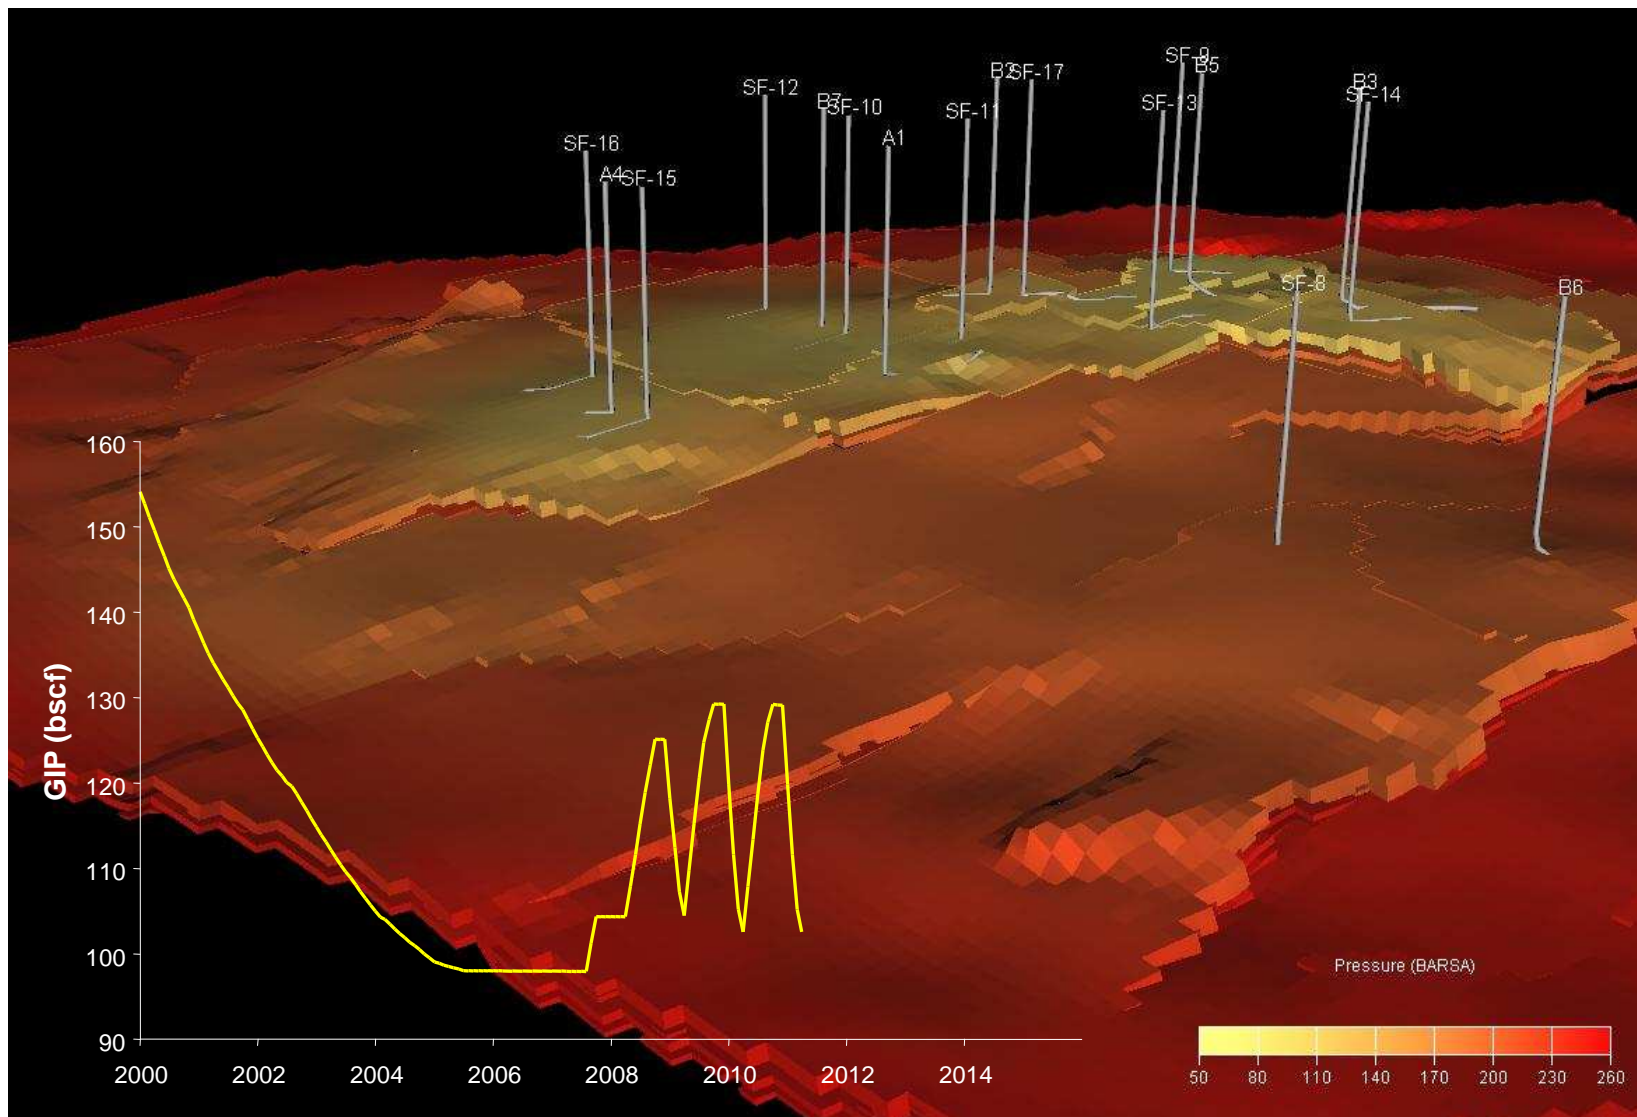 SF-9
B5
B2
SF-17
B3
SF-14
SF-12
B7
SF-10
SF-11
SF-13
A1
SF-16
A4
SF-15
SF-8
B6
160
150
140
130
120
110
100
90
GIP (bscf)
2000 2002 2004 2006 2008 2010 2012 2014
Pressure (BARSA)
50 80 110 140 170 200 230 260